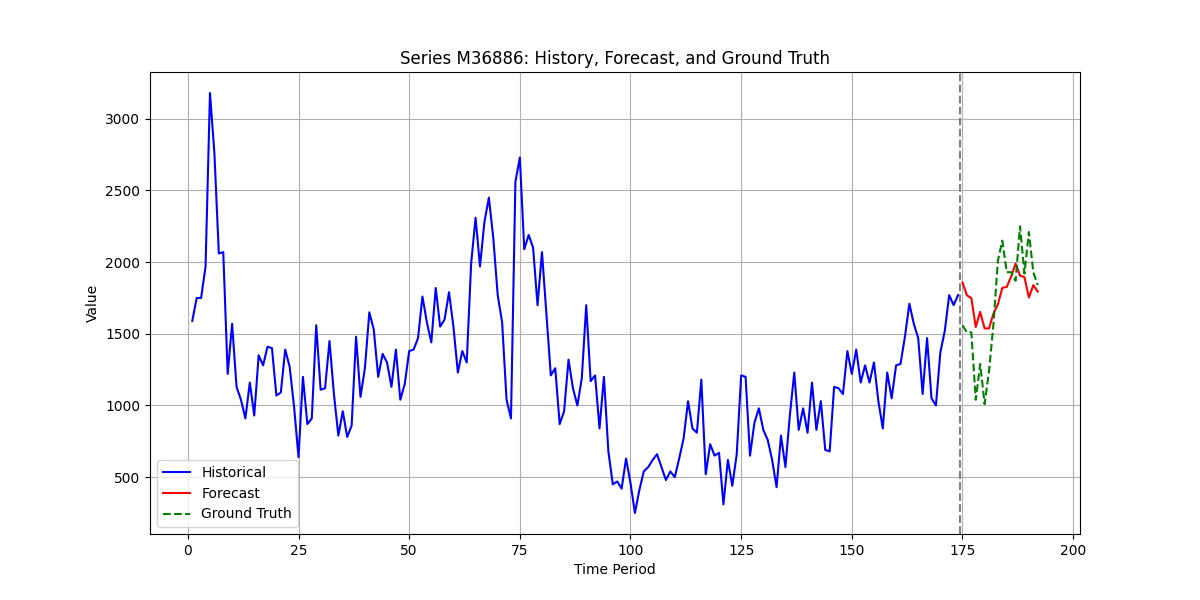 Series M36886: History, Forecast, and Ground Truth
Value
3000
2500
2000
1500
1000
500
Historical
Forecast
Ground Truth
0 25 50 75 100 125 150 175 200
Time Period